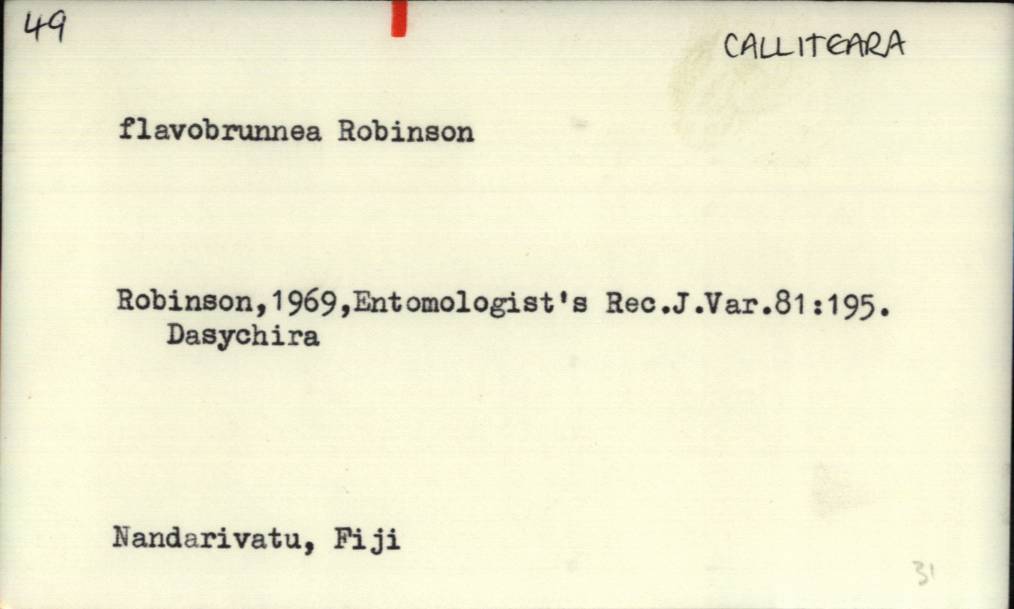 49
CALLITEARA
flavobrunnea Robinson
Robinson,1969,Entomologist's Rec.J.Var.81:195.
Dasychira
Nandarivatu, Fiji
31